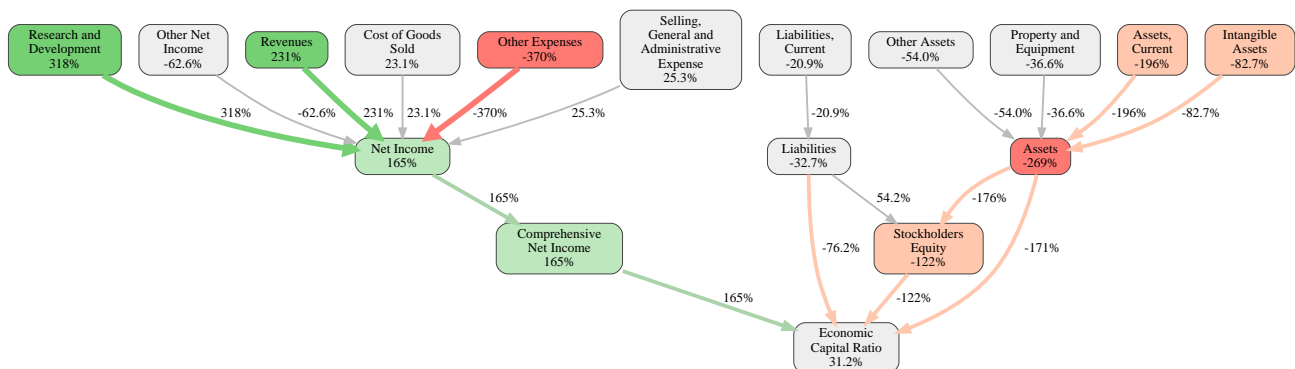 Research and
Development
318%
Other Net
Income
-62.6%
Revenues
231%
Cost of Goods
Sold
23.1%
Other Expenses
-370%
Selling,
General and
Administrative
Expense
25.3%
Liabilities,
Current
-20.9%
Other Assets
-54.0%
Property and
Equipment
-36.6%
Assets,
Current
-196%
Intangible
Assets
-82.7%
318%
-62.6%
231%
23.1%
-370%
25.3%
-20.9%
-54.0%
-36.6%
-196%
-82.7%
Net Income
165%
Liabilities
-32.7%
Assets
-269%
165%
54.2%
-176%
Comprehensive
Net Income
165%
-76.2%
Stockholders
Equity
-122%
-171%
165%
-122%
Economic
Capital Ratio
31.2%